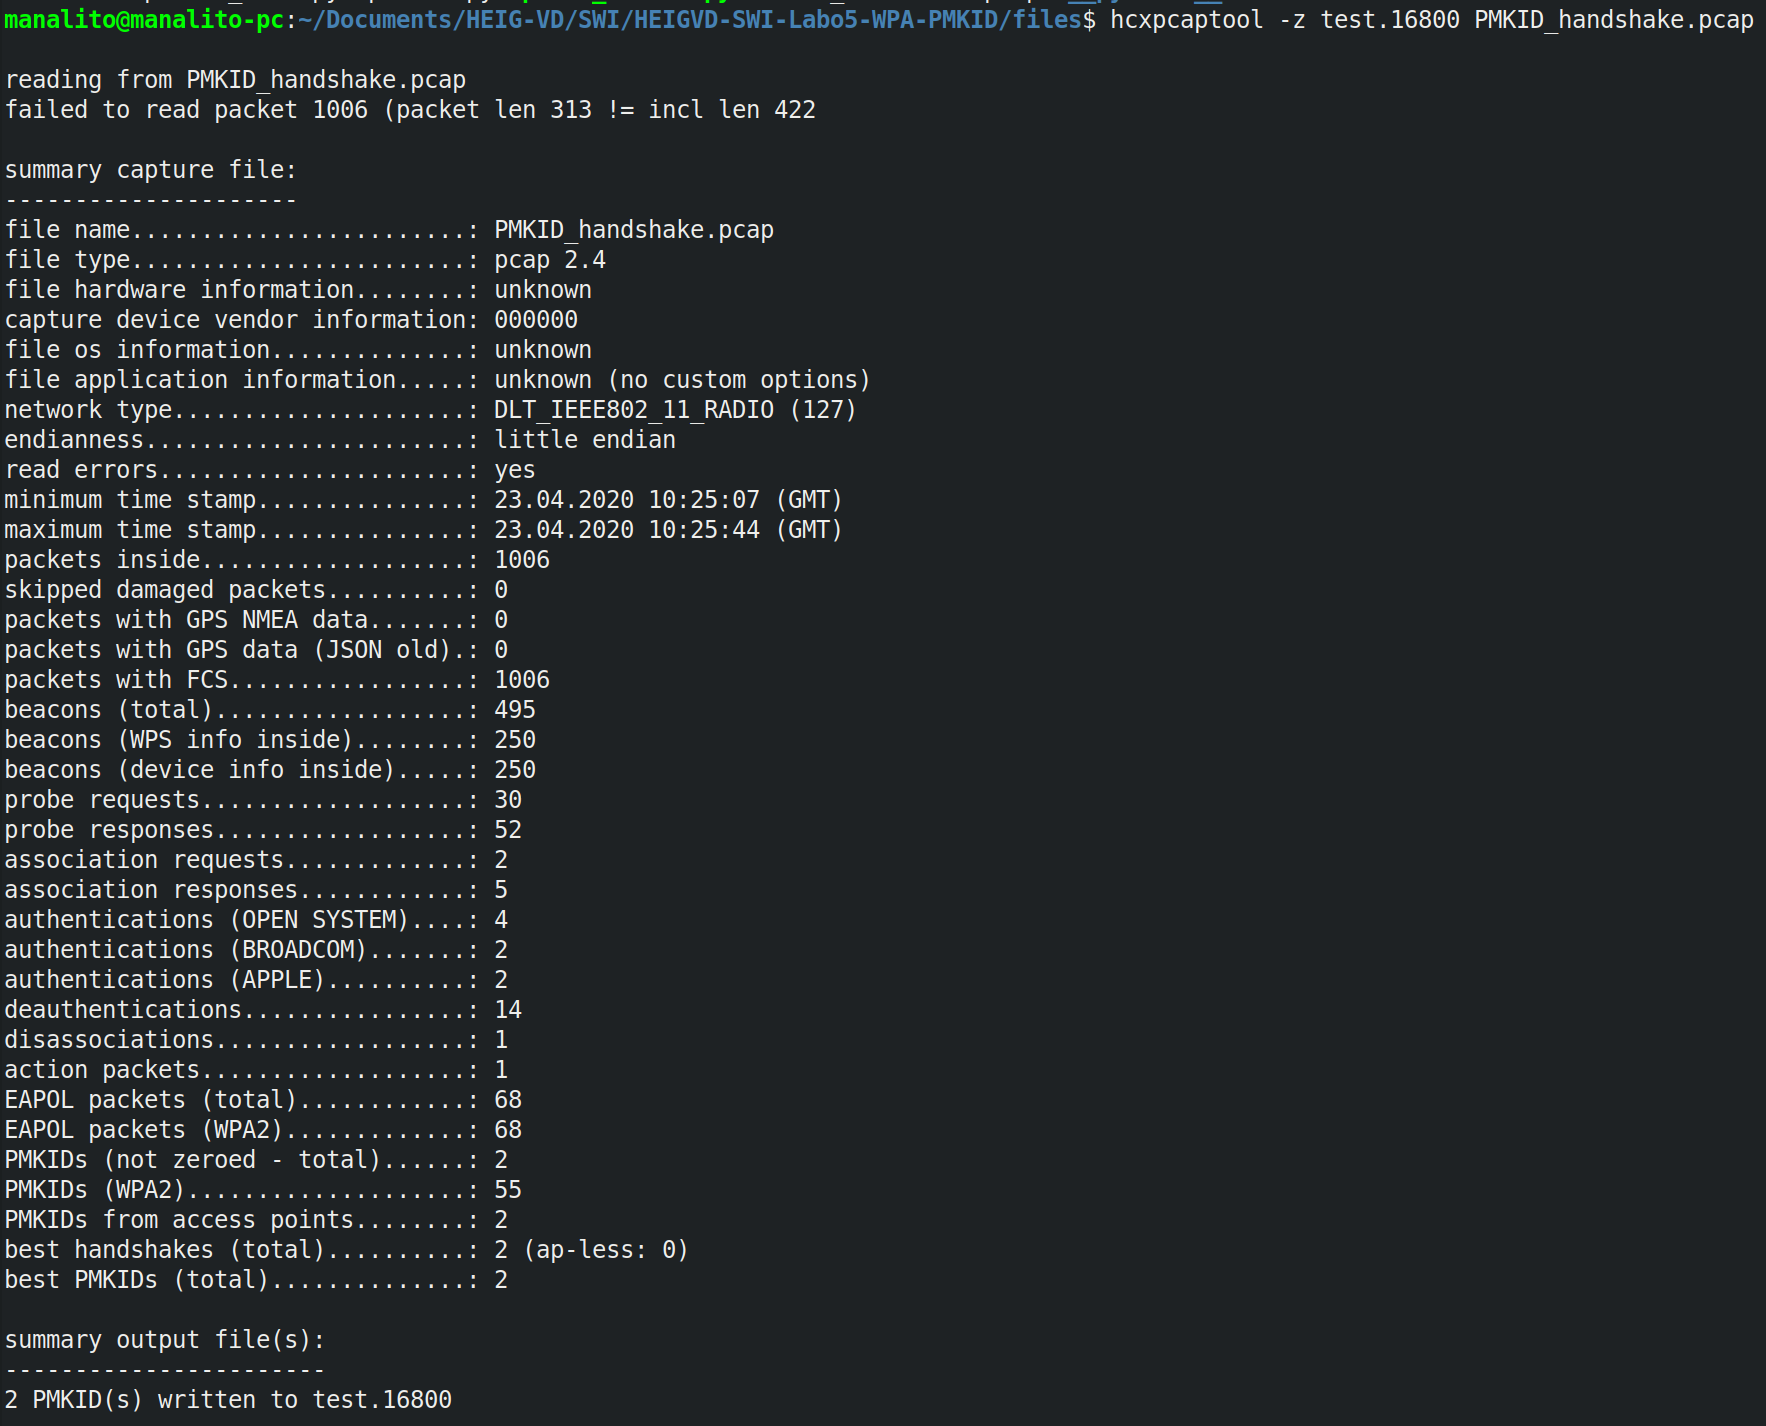 manalito@manalito-pc:~/Documents/HEIG-VD/SWI/HEIGVD-SWI-Labo5-WPA-PMKID/files$ hcxpcaptool -z test.16800 PMKID_handshake.pcap
reading from PMKID_handshake.pcap
failed to read packet 1006 (packet len 313 != incl len 422
summary capture file:
---------------------
file name........................: PMKID_handshake.pcap
file type........................: pcap 2.4
file hardware information........: unknown
capture device vendor information: 000000
file os information..............: unknown
file application information.....: unknown (no custom options)
network type.....................: DLT_IEEE802_11_RADIO (127)
endianness.......................: little endian
read errors......................: yes
minimum time stamp...............: 23.04.2020 10:25:07 (GMT)
maximum time stamp...............: 23.04.2020 10:25:44 (GMT)
packets inside...................: 1006
skipped damaged packets..........: 0
packets with GPS NMEA data.......: 0
packets with GPS data (JSON old).: 0
packets with FCS.................: 1006
beacons (total)..................: 495
beacons (WPS info inside)........: 250
beacons (device info inside).....: 250
probe requests...................: 30
probe responses..................: 52
association requests.............: 2
association responses............: 5
authentications (OPEN SYSTEM)....: 4
authentications (BROADCOM).......: 2
authentications (APPLE)..........: 2
deauthentications................: 14
disassociations..................: 1
action packets...................: 1
EAPOL packets (total)............: 68
EAPOL packets (WPA2).............: 68
PMKIDs (not zeroed - total)......: 2
PMKIDs (WPA2)....................: 55
PMKIDs from access points........: 2
best handshakes (total)..........: 2 (ap-less: 0)
best PMKIDs (total)..............: 2
summary output file(s):
-----------------------
2 PMKID(s) written to test.16800